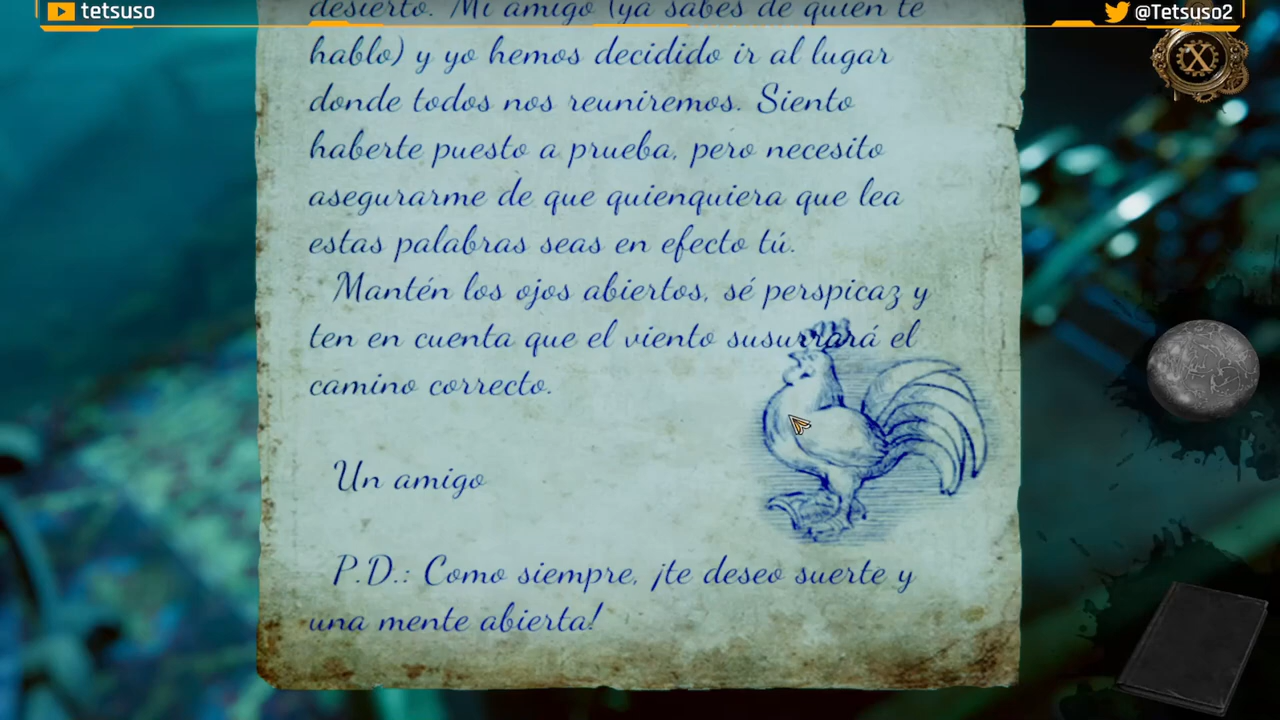 tetsuso
@Tetsuso2
desierto. Mi amigo (ya sabes de quien te
hablo) y yo hemos decidido ir al lugar
donde todos nos reuniremos. Siento
haberte puesto a prueba, pero necesito
asegurarme de que quienquiera que lea
estas palabras seas en efecto tú.
Mantén los ojos abiertos, sé perspicaz y
ten en cuenta que el viento susurrará el
camino correcto.
Un amigo
P.D.: Como siempre, ¡te deseo suerte y
una mente abierta!
X